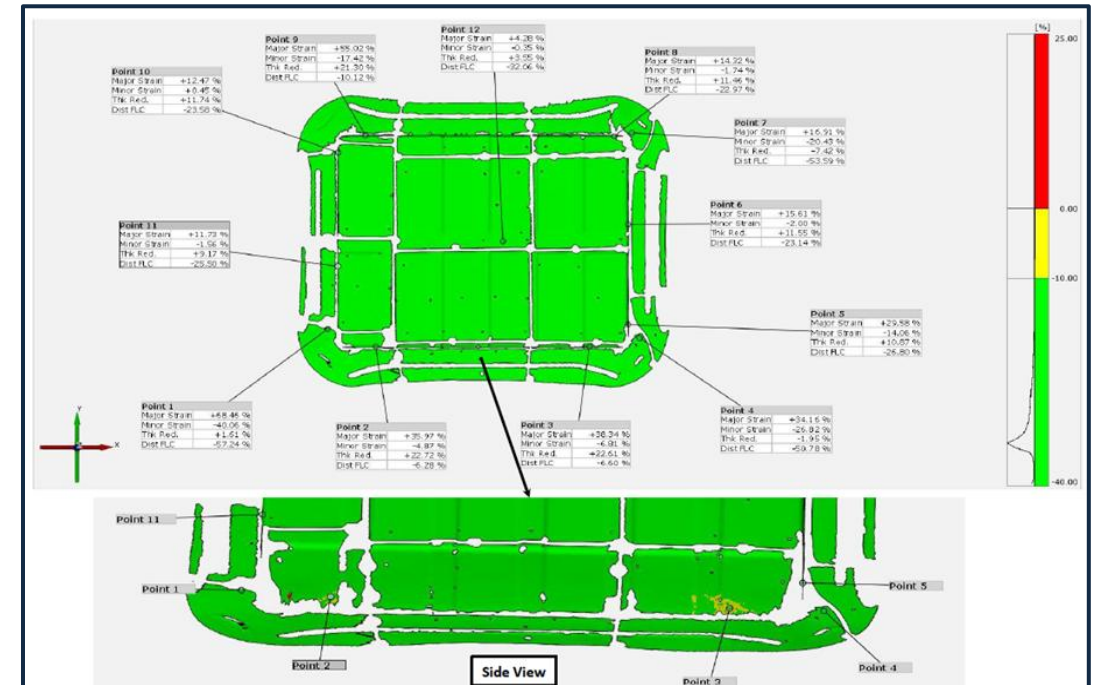 [%]
25.00
0.00
-10.00
-40.00
Point 12
Major Strain +4.28 %
Minor Strain -0.35 %
Thk Red. +3.55 %
Dist FLC -32.06 %
Point 9
Major Strain +55.02 %
Minor Strain -17.42 %
Thk Red. +21.30 %
Dist FLC -10.12 %
Point 8
Major Strain +14.32 %
Minor Strain -1.74 %
Thk Red. +11.46 %
Dist FLC -22.97 %
Point 10
Major Strain +12.47 %
Minor Strain +0.45 %
Thk Red. +11.74 %
Dist FLC -23.58 %
Point 7
Major Strain +16.91 %
Minor Strain -20.43 %
Thk Red. -7.42 %
Dist FLC -53.59 %
Point 6
Major Strain +15.61 %
Minor Strain -2.00 %
Thk Red. +11.55 %
Dist FLC -23.14 %
Point 11
Major Strain +11.73 %
Minor Strain -1.56 %
Thk Red. +9.17 %
Dist FLC -25.50 %
Point 5
Major Strain +29.58 %
Minor Strain -14.06 %
Thk Red. +10.87 %
Dist FLC -26.80 %
Point 1
Major Strain +68.46 %
Minor Strain -40.06 %
Thk Red. +1.61 %
Dist FLC -57.24 %
Point 2
Major Strain +35.97 %
Minor Strain -4.87 %
Thk Red. +22.72 %
Dist FLC -6.28 %
Point 3
Major Strain +38.34 %
Minor Strain -6.81 %
Thk Red. +22.61 %
Dist FLC -6.60 %
Point 4
Major Strain +34.16 %
Minor Strain -26.82 %
Thk Red. -1.95 %
Dist FLC -50.78 %
Y
X
Point 11
Point 1
Point 5
Point 2
Side View
Point 3
Point 4